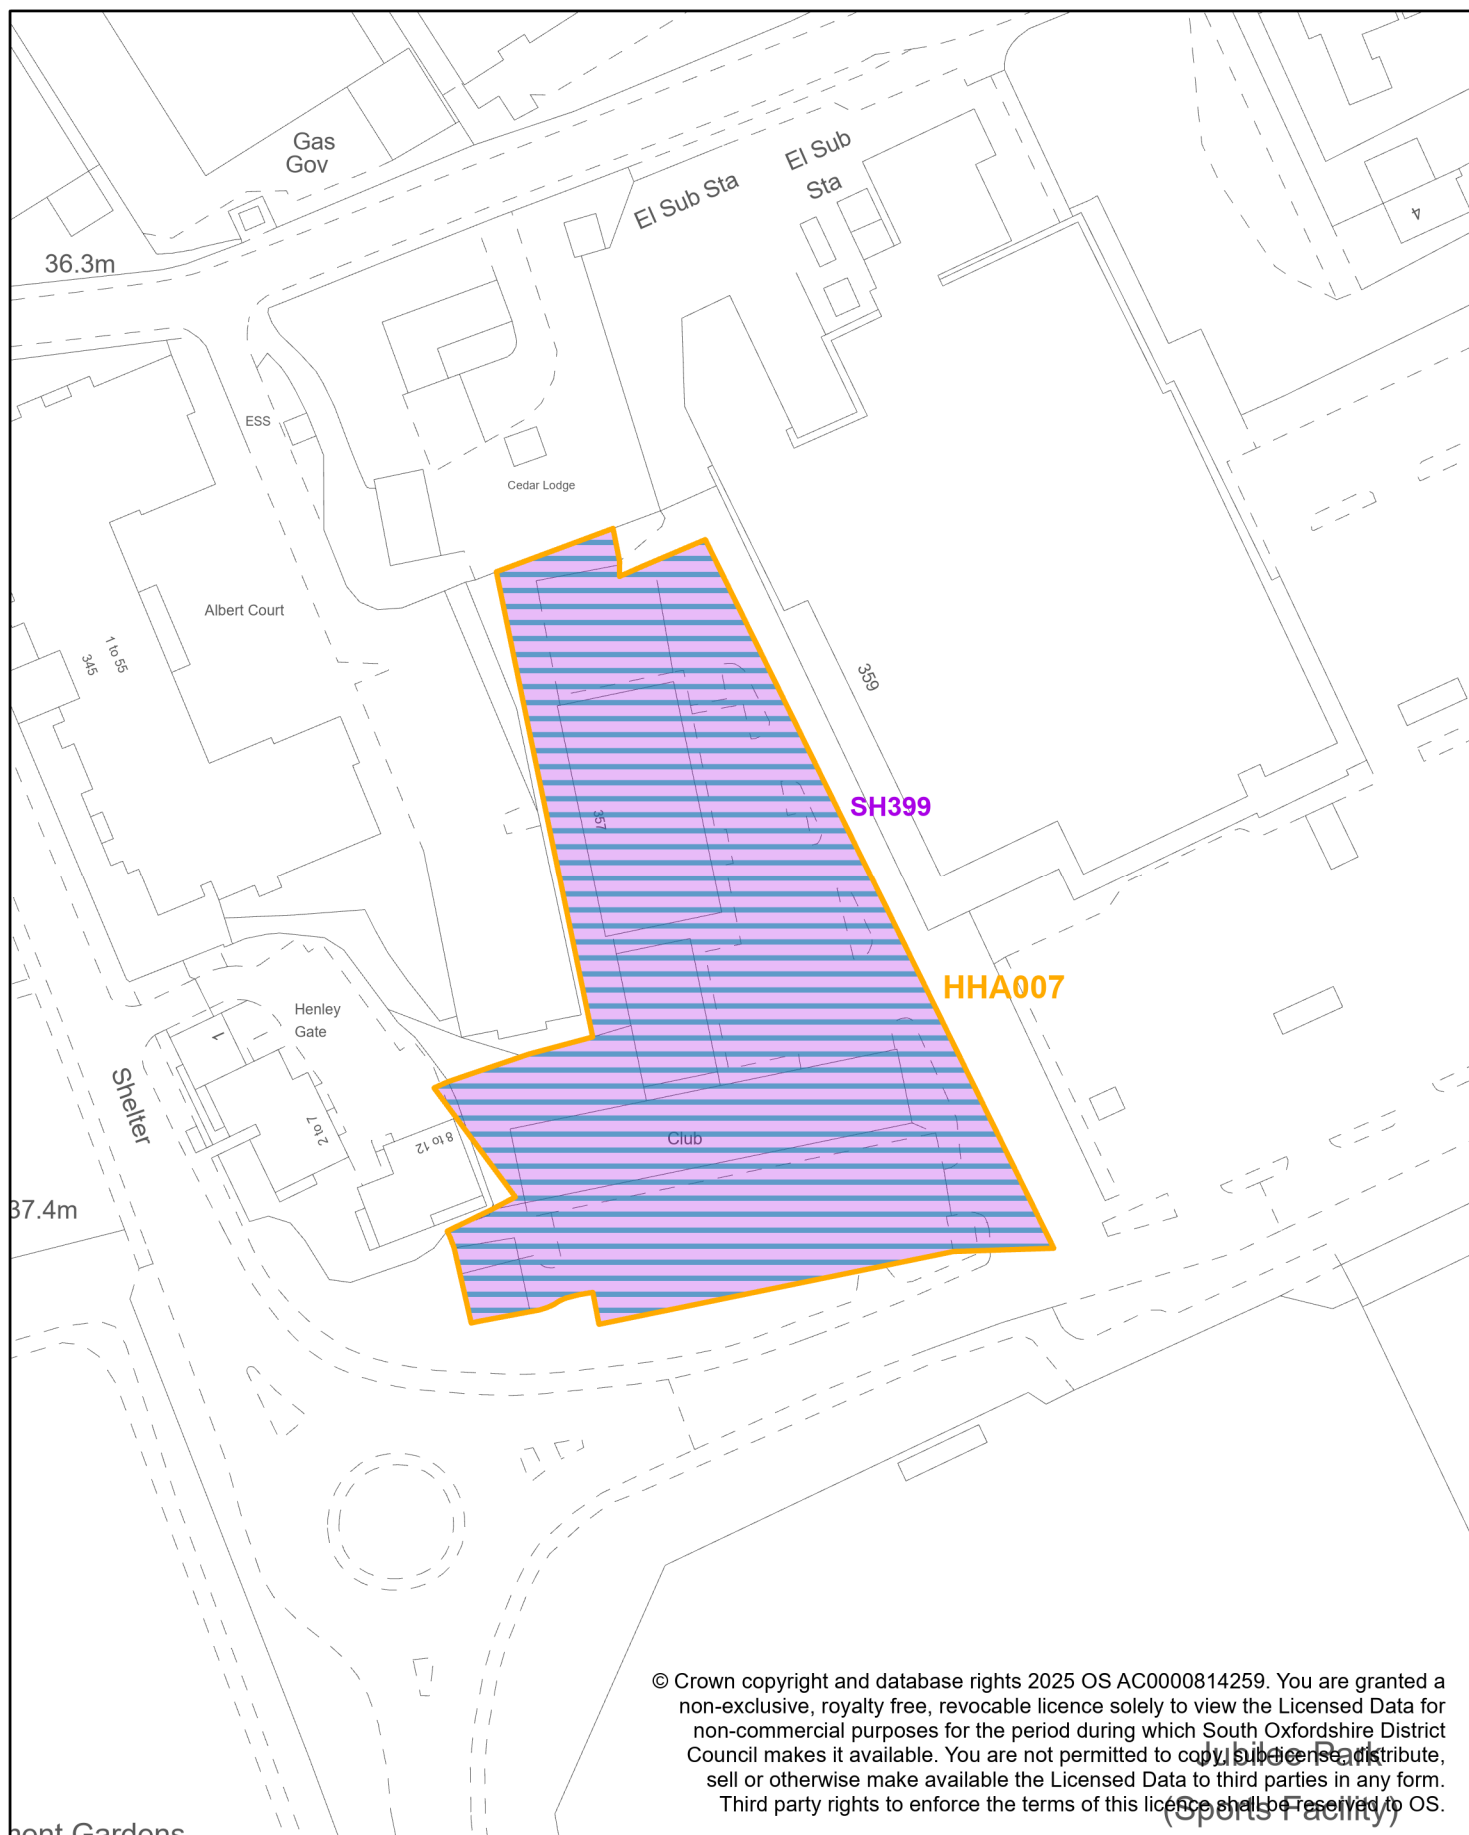 Gas
Gov
El Sub
Sta
El Sub Sta
4
36.3m
ESS
Cedar Lodge
Albert Court
1 to 55
345
359
SH399
357
HHA007
Henley
Gate
1
Shelter
2 to 7
8 to 12
Club
37.4m
© Crown copyright and database rights 2025 OS AC0000814259. You are granted a
non-exclusive, royalty free, revocable licence solely to view the Licensed Data for
non-commercial purposes for the period during which South Oxfordshire District
Council makes it available. You are not permitted to copy, sub-license, distribute,
sell or otherwise make available the Licensed Data to third parties in any form.
Third party rights to enforce the terms of this licence shall be reserved to OS.
Jubilee Park
(Sports Facility)
Gardens